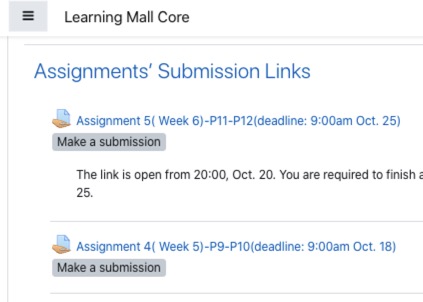 Learning Mall Core
Assignments' Submission Links
Assignment 5( Week 6)-P11-P12(deadline: 9:00am Oct. 25)
Make a submission
The link is open from 20:00, Oct. 20. You are required to finish a
25.
Assignment 4( Week 5)-P9-P10(deadline: 9:00am Oct. 18)
Make a submission